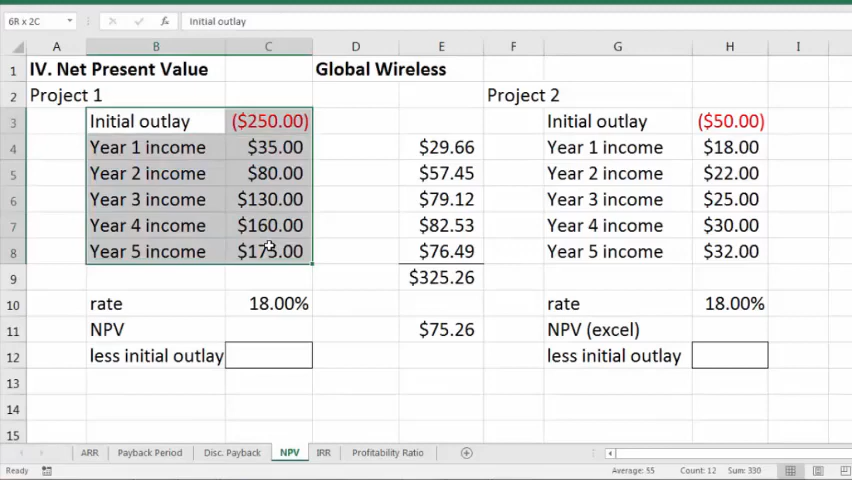 6R x 2C fx Initial outlay
A B C D E F G H I
1 IV. Net Present Value Global Wireless
2 Project 1 Project 2
3 Initial outlay ($250.00) Initial outlay ($50.00)
4 Year 1 income $35.00 $29.66 Year 1 income $18.00
5 Year 2 income $80.00 $57.45 Year 2 income $22.00
6 Year 3 income $130.00 $79.12 Year 3 income $25.00
7 Year 4 income $160.00 $82.53 Year 4 income $30.00
8 Year 5 income $175.00 $76.49 Year 5 income $32.00
9 $325.26
10 rate 18.00% rate 18.00%
11 NPV $75.26 NPV (excel)
12 less initial outlay less initial outlay
13
14
15
ARR Payback Period Disc. Payback NPV IRR Profitability Ratio
Ready Average: 55 Count: 12 Sum: 330